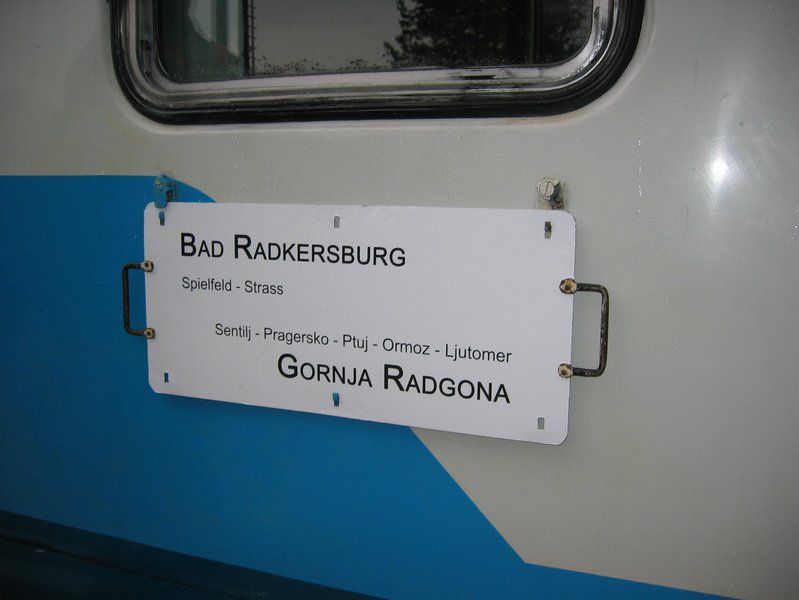 BAD RADKERSBURG
Spielfeld - Strass
Sentilj - Pragersko - Ptuj - Ormoz - Ljutomer
GORNJA RADGONA